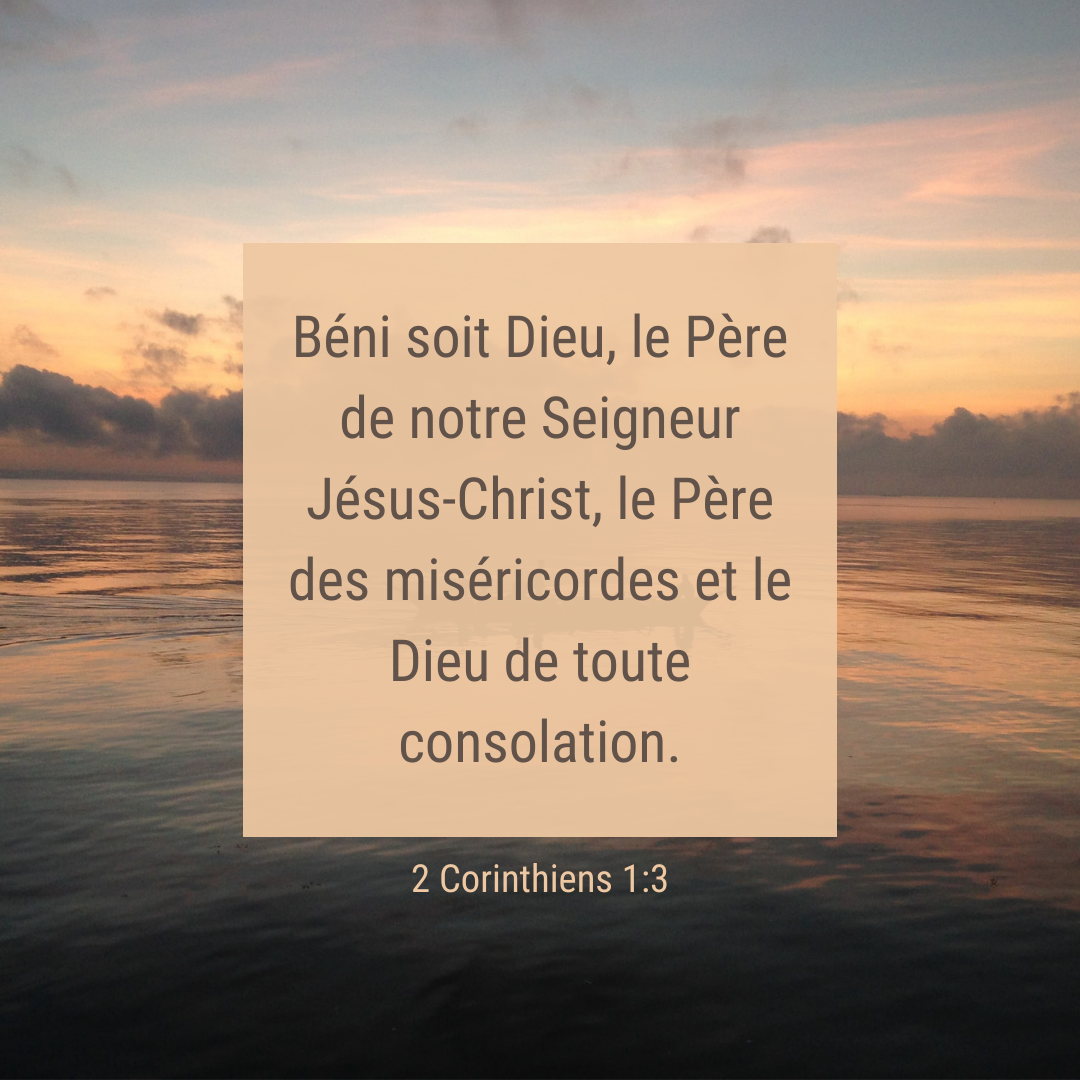 Béni soit Dieu, le Père
de notre Seigneur
Jésus-Christ, le Père
des miséricordes et le
Dieu de toute
consolation.
2 Corinthiens 1:3